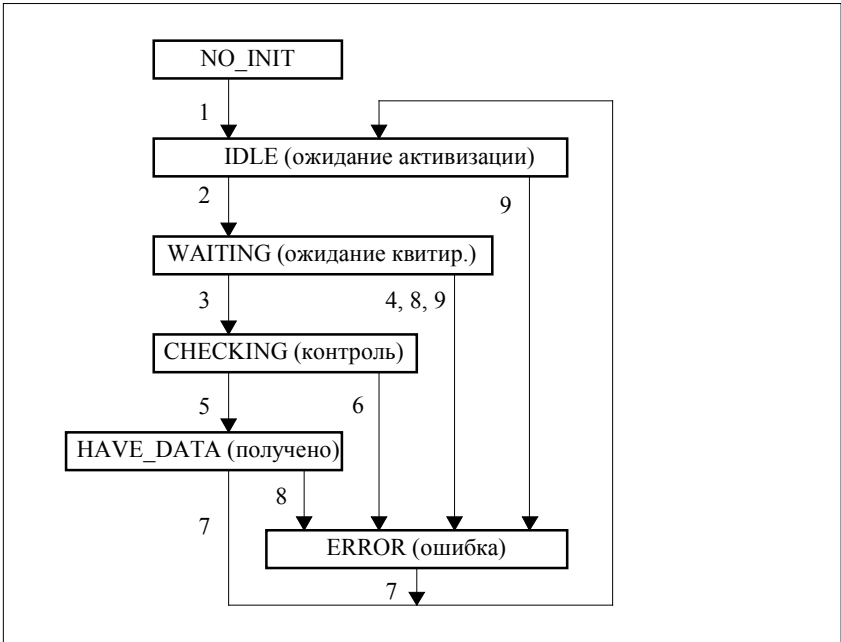 NO_INIT
1
IDLE (ожидание активизации)
2
9
WAITING (ожидание квитир.)
3
4, 8, 9
CHECKING (контроль)
5
6
HAVE_DATA (получено)
8
7
ERROR (ошибка)
7